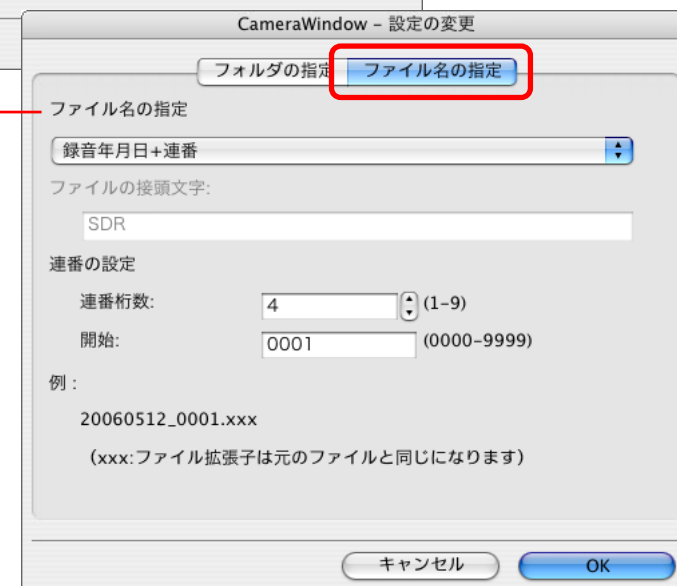 CameraWindow – 設定の変更
フォルダの指定 ファイル名の指定
ファイル名の指定
録音年月日+連番
ファイルの接頭文字:
SDR
連番の設定
連番桁数: 4 (1–9)
開始: 0001 (0000–9999)
例:
20060512_0001.xxx
(xxx:ファイル拡張子は元のファイルと同じになります)
キャンセル OK